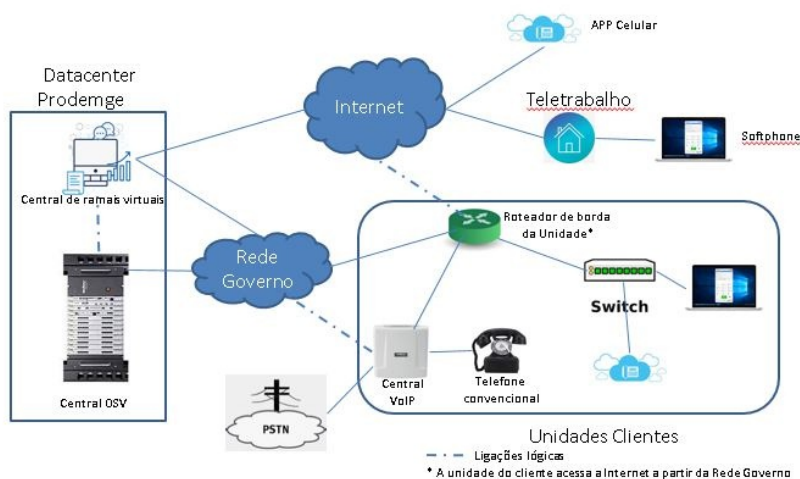 APP Celular
Datacenter
Prodemge
Internet
Teletrabalho
Softphone
Central de ramais virtuais
Roteador de borda
da Unidade*
Rede
Governo
Switch
Central OSV
Central
VoIP
Telefone
convencional
PSTN
Unidades Clientes
Ligações lógicas
* A unidade do cliente acessa a Internet a partir da Rede Governo